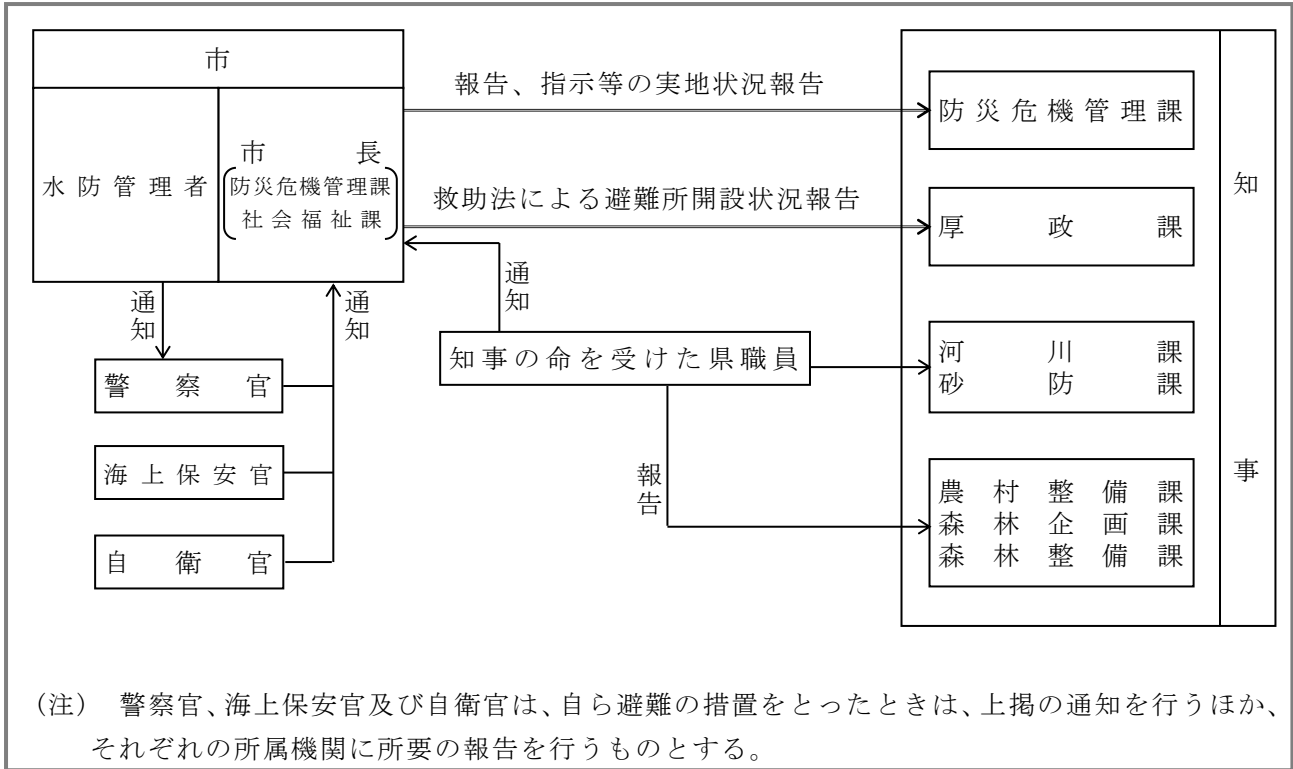 市
水防管理者
市長
防災危機管理課
社会福祉課
報告、指示等の実地状況報告
救助法による避難所開設状況報告
防災危機管理課
厚政課
知事
通知
通知
通知
知事の命を受けた県職員
河川課
砂防課
警察官
海上保安官
自衛官
報告
農村整備課
森林企画課
森林整備課
(注) 警察官、海上保安官及び自衛官は、自ら避難の措置をとったときは、上掲の通知を行うほか、
それぞれの所属機関に所要の報告を行うものとする。